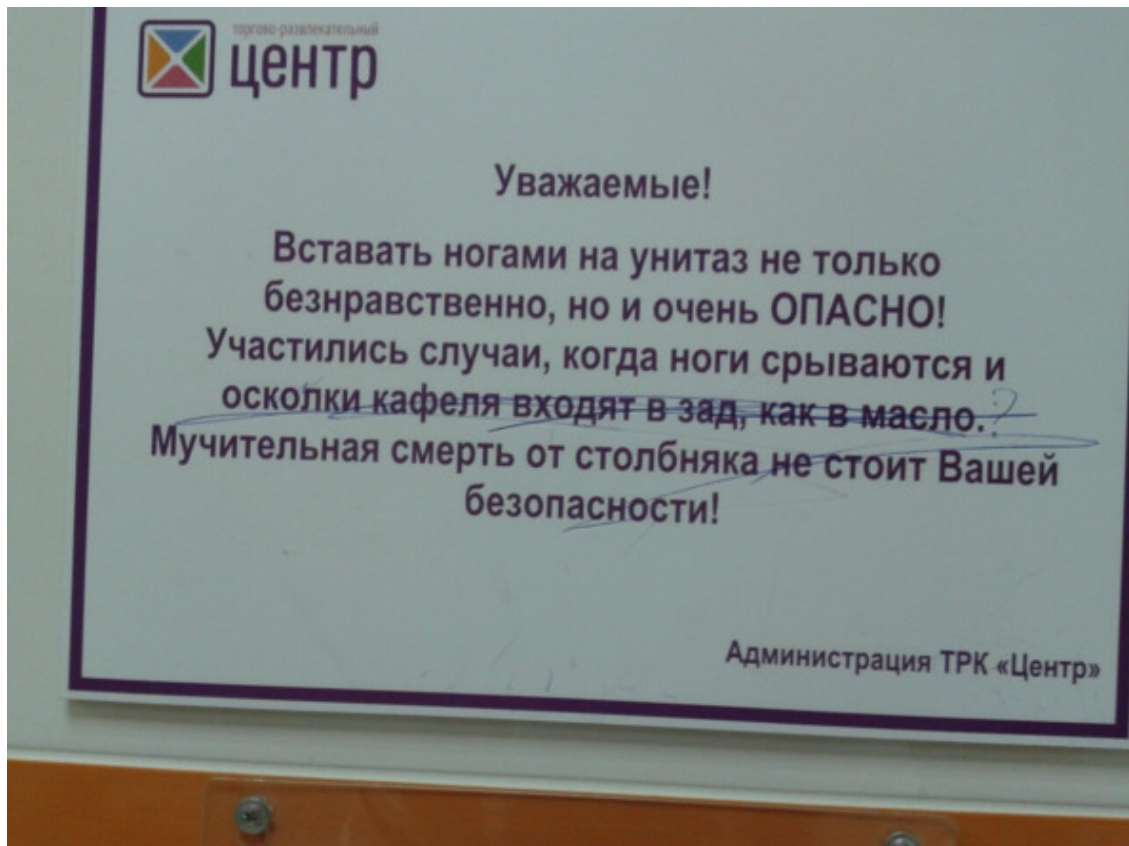 торгово-развлекательный
центр
Уважаемые!
Вставать ногами на унитаз не только
безнравственно, но и очень ОПАСНО!
Участились случаи, когда ноги срываются и
осколки кафеля входят в зад, как в масло.?
Мучительная смерть от столбняка не стоит Вашей
безопасности!
Администрация ТРК «Центр»